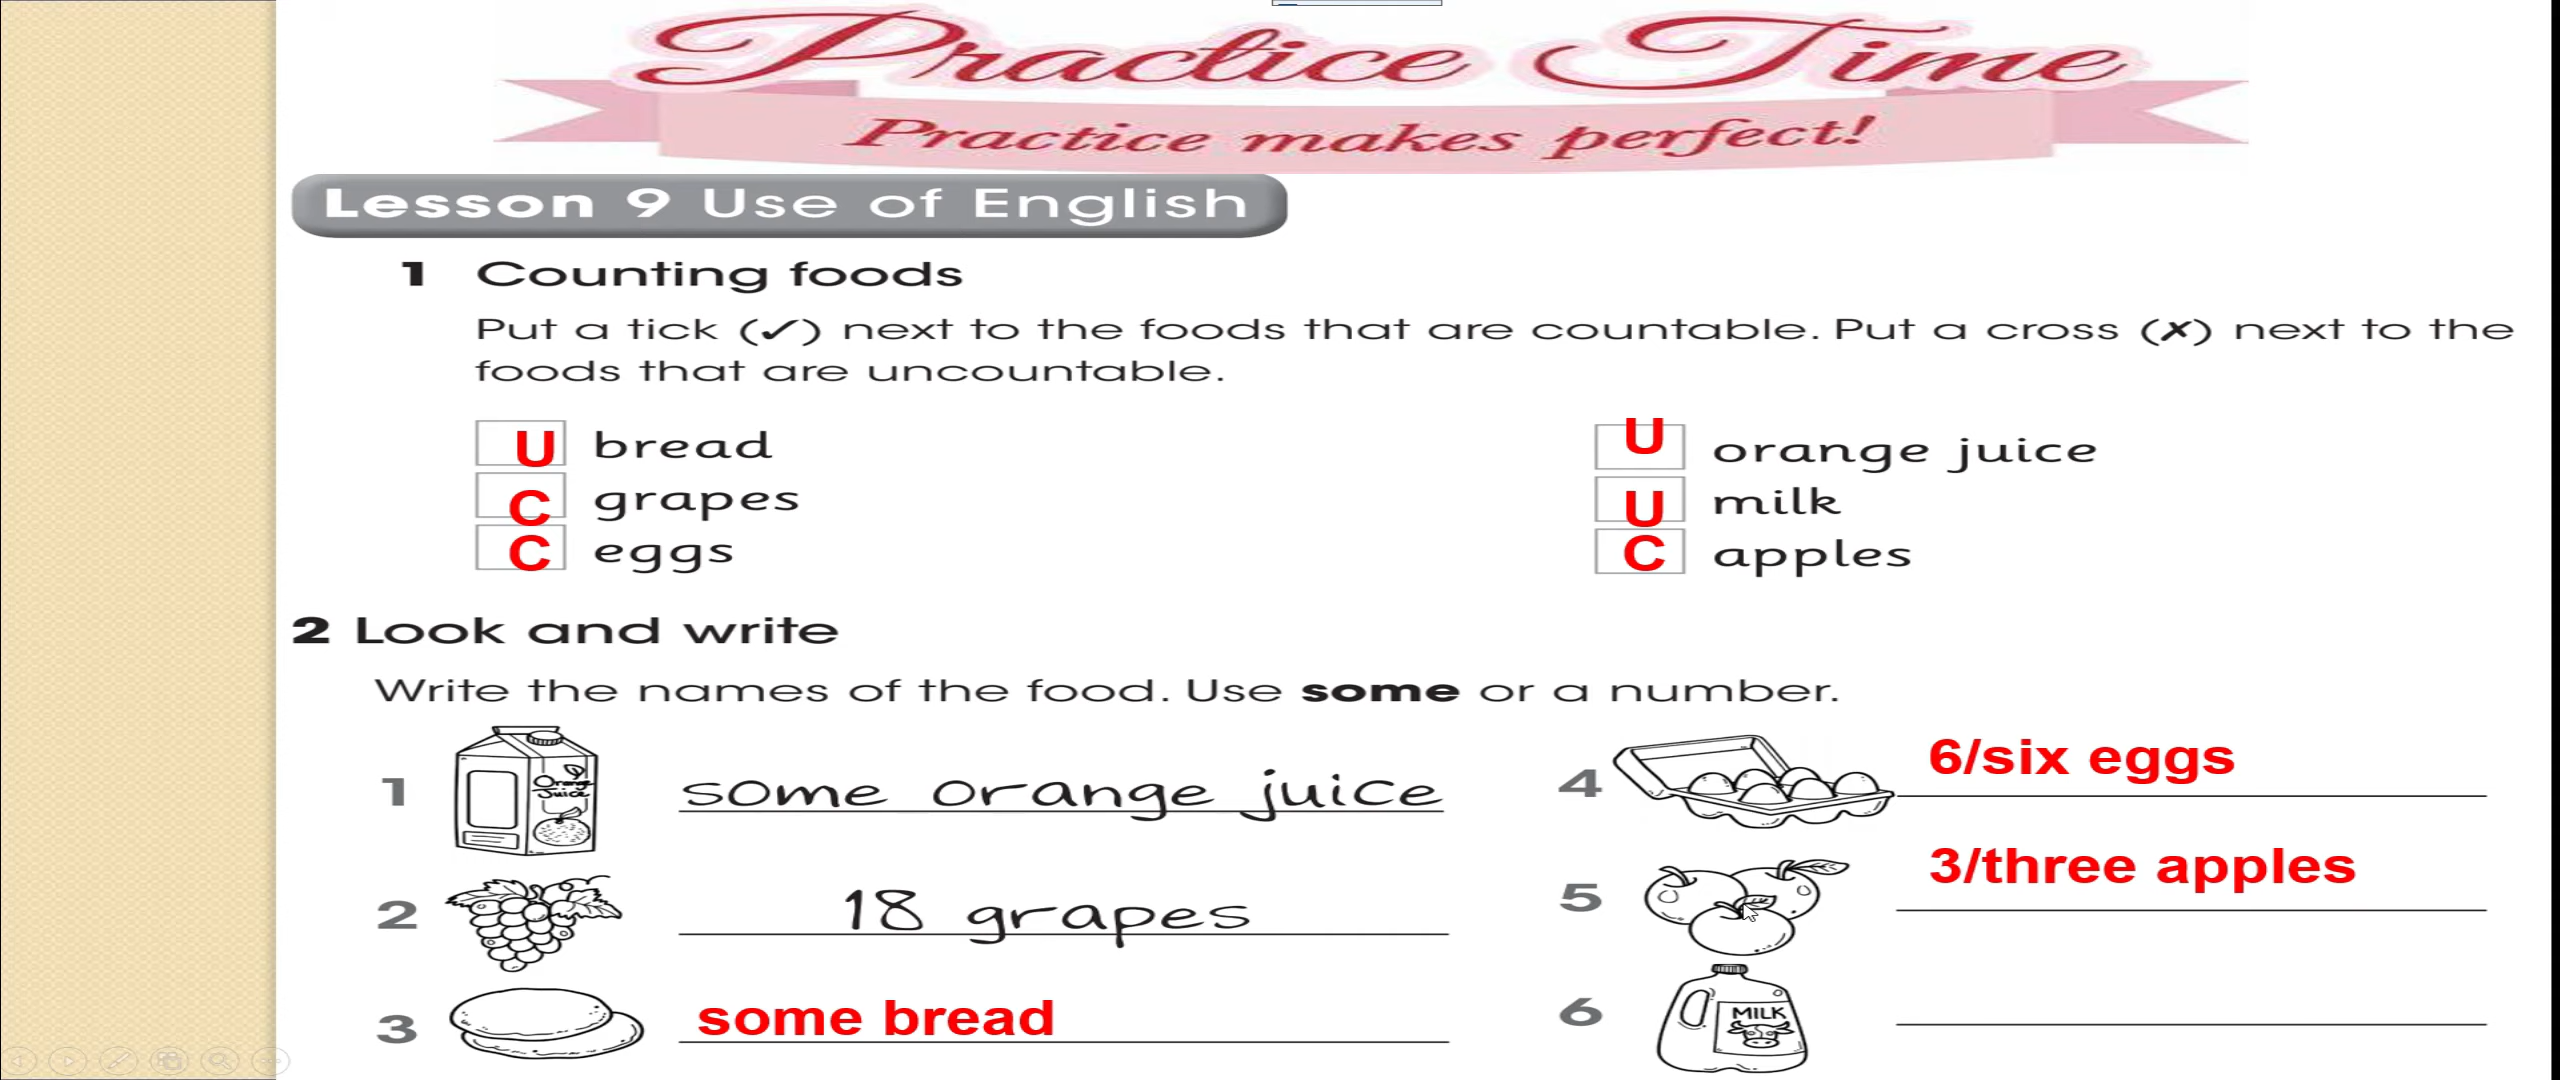 Practice Time
Practice makes perfect!
Lesson 9 Use of English
1 Counting foods
Put a tick (✓) next to the foods that are countable. Put a cross (✗) next to the
foods that are uncountable.
U bread
C grapes
C eggs
U orange juice
U milk
C apples
2 Look and write
Write the names of the food. Use some or a number.
1 Orange Juice some orange juice
2 18 grapes
3 some bread
4 6/six eggs
5 3/three apples
6 MILK